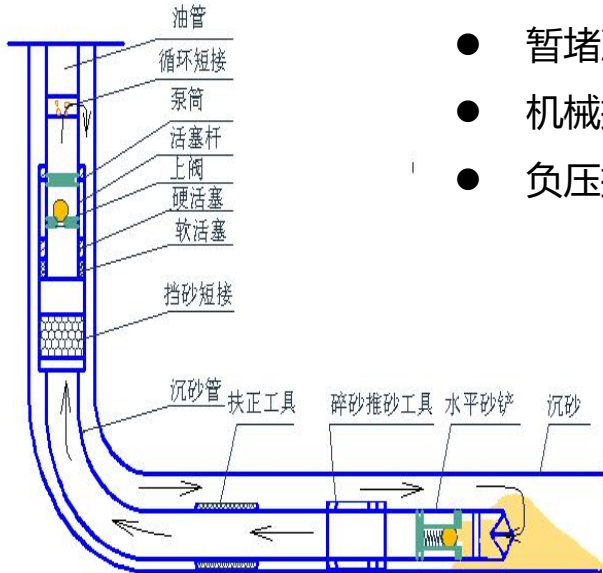 油管
循环短接
泵筒
活塞杆
上阀
硬活塞
软活塞
挡砂短接
沉砂管
扶正工具
碎砂推砂工具
水平砂铲
沉砂
● 暂堵
● 机械
● 负压